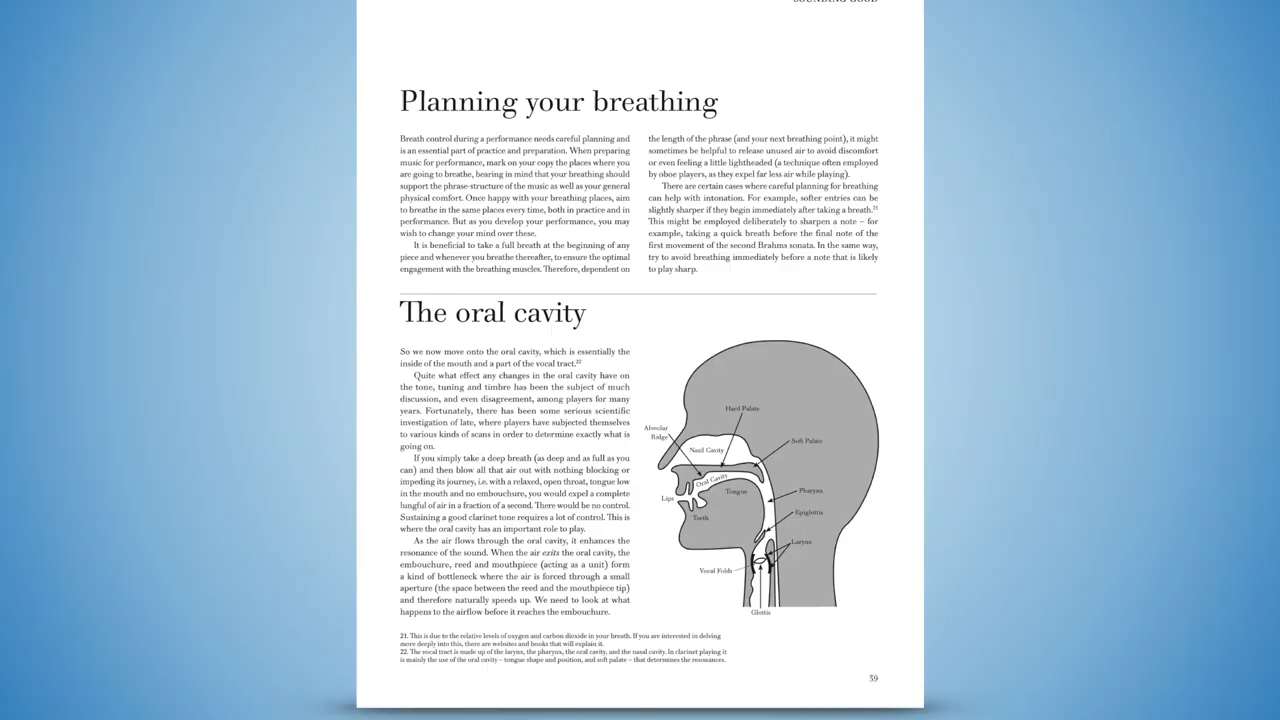 SOUNDING GOOD
Planning your breathing
Breath control during a performance needs careful planning and
is an essential part of practice and preparation. When preparing
music for performance, mark on your copy the places where you
are going to breathe, bearing in mind that your breathing should
support the phrase-structure of the music as well as your general
physical comfort. Once happy with your breathing places, aim
to breathe in the same places every time, both in practice and in
performance. But as you develop your performance, you may
wish to change your mind over these.
It is beneficial to take a full breath at the beginning of any
piece and whenever you breathe thereafter, to ensure the optimal
engagement with the breathing muscles. Therefore, dependent on
the length of the phrase (and your next breathing point), it might
sometimes be helpful to release unused air to avoid discomfort
or even feeling a little lightheaded (a technique often employed
by oboe players, as they expel far less air while playing).
There are certain cases where careful planning for breathing
can help with intonation. For example, softer entries can be
slightly sharper if they begin immediately after taking a breath.21
This might be employed deliberately to sharpen a note – for
example, taking a quick breath before the final note of the
first movement of the second Brahms sonata. In the same way,
try to avoid breathing immediately before a note that is likely
to play sharp.
The oral cavity
So we now move onto the oral cavity, which is essentially the
inside of the mouth and a part of the vocal tract.22
Quite what effect any changes in the oral cavity have on
the tone, tuning and timbre has been the subject of much
discussion, and even disagreement, among players for many
years. Fortunately, there has been some serious scientific
investigation of late, where players have subjected themselves
to various kinds of scans in order to determine exactly what is
going on.
If you simply take a deep breath (as deep and as full as you
can) and then blow all that air out with nothing blocking or
impeding its journey, i.e. with a relaxed, open throat, tongue low
in the mouth and no embouchure, you would expel a complete
lungful of air in a fraction of a second. There would be no control.
Sustaining a good clarinet tone requires a lot of control. This is
where the oral cavity has an important role to play.
As the air flows through the oral cavity, it enhances the
resonance of the sound. When the air exits the oral cavity, the
embouchure, reed and mouthpiece (acting as a unit) form
a kind of bottleneck where the air is forced through a small
aperture (the space between the reed and the mouthpiece tip)
and therefore naturally speeds up. We need to look at what
happens to the airflow before it reaches the embouchure.
Hard Palate
Alveolar
Ridge
Soft Palate
Nasil Cavity
Oral Cavity
Tongue
Pharynx
Lips
Epiglottis
Teeth
Larynx
Vocal Folds
Glottis
21. This is due to the relative levels of oxygen and carbon dioxide in your breath. If you are interested in delving
more deeply into this, there are websites and books that will explain it.
22. The vocal tract is made up of the larynx, the pharynx, the oral cavity, and the nasal cavity. In clarinet playing it
is mainly the use of the oral cavity – tongue shape and position, and soft palate – that determines the resonances.
39